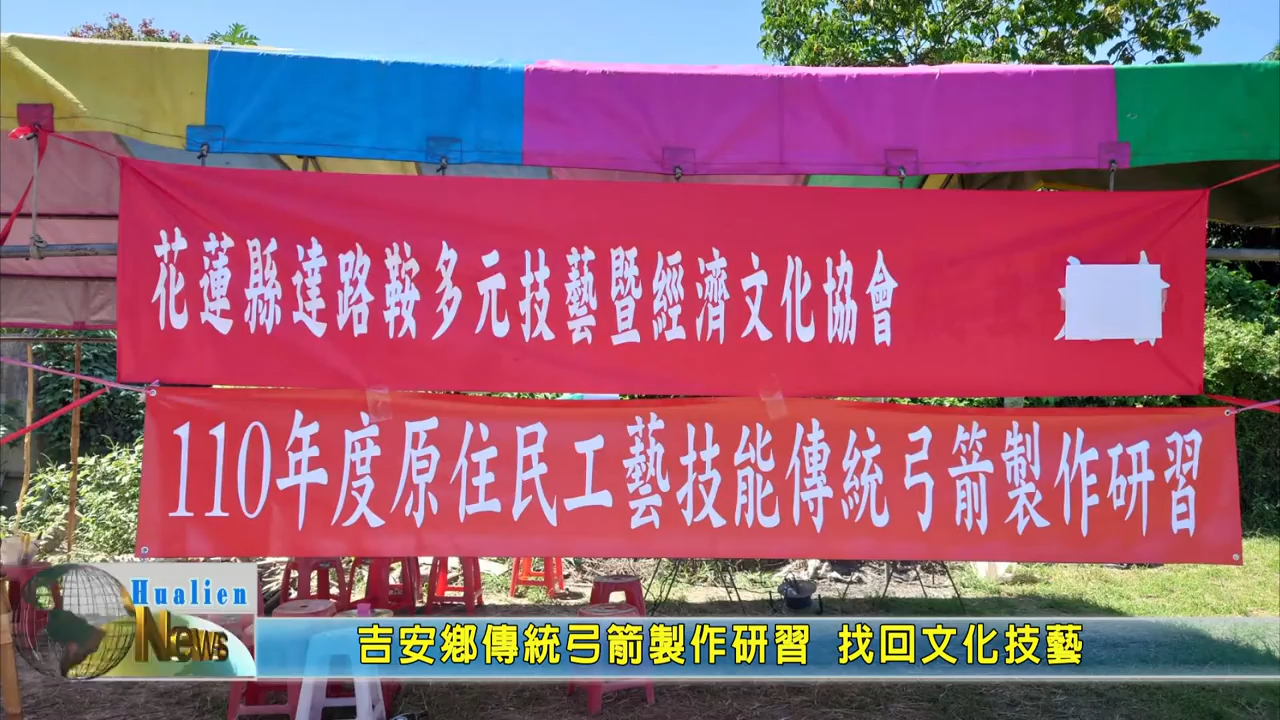 花蓮縣達路鞍多元技藝暨經濟文化協會
110年度原住民工藝技能傳統弓箭製作研習
Hualien
News
吉安鄉傳統弓箭製作研習 找回文化技藝